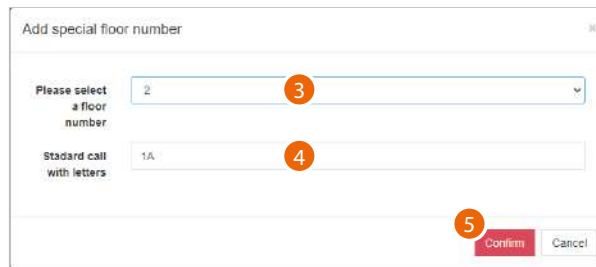 Add special floor number ×
Please select
a floor
number
2
3
Stadard call
with letters
1A
4
5
Confirm Cancel